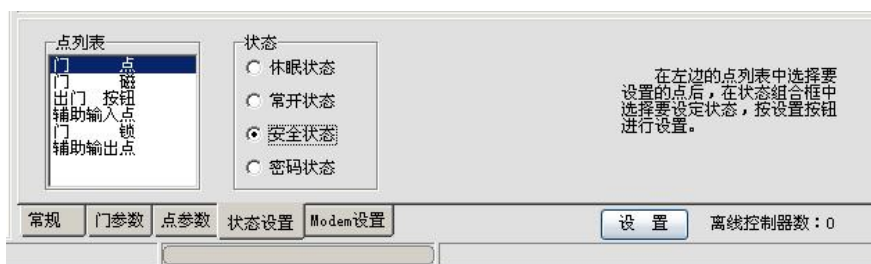 点列表
门 点
门 磁
出门 按钮
辅助输入点
门 锁
辅助输出点
状态
休眠状态
常开状态
安全状态
密码状态
在左边的点列表中选择要
设置的点后，在状态组合框中
选择要设定状态，按设置按钮
进行设置。
常规 门参数 点参数 状态设置 Modem设置
设 置 离线控制器数：0